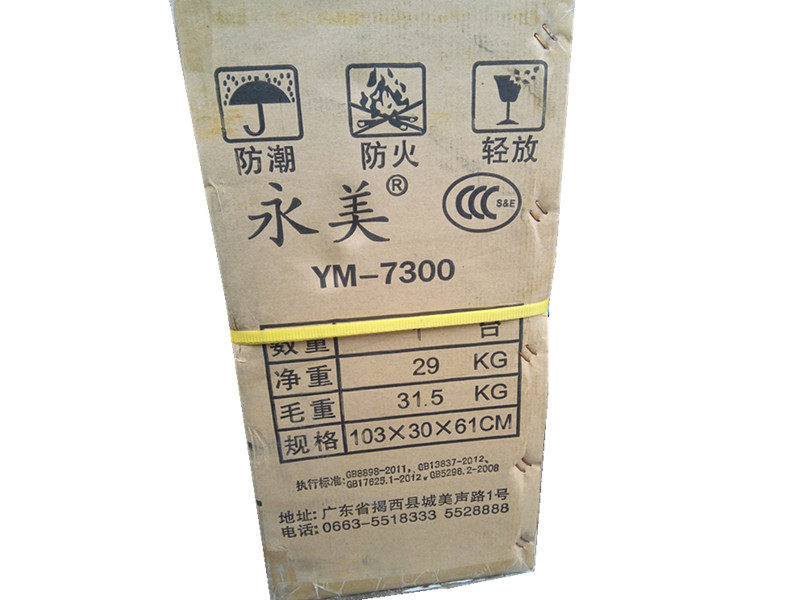 防潮 防火 轻放
永美® CCC S&E
YM-7300
数量 1 台
净重 29 KG
毛重 31.5 KG
规格 103×30×61CM
执行标准: GB8898-2011、GB13837-2012、
GB17625.1-2012、GB5296.2-2008
地址: 广东省揭西县城美声路1号
电话: 0663-5518333 5528888